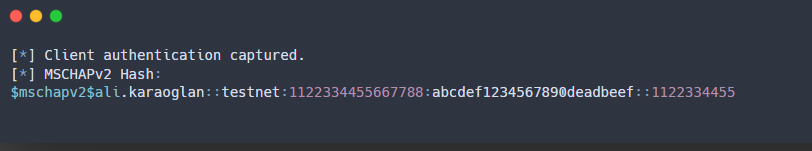 [*] Client authentication captured.
[*] MSCHAPv2 Hash:
$mschapv2$ali.karaoglan::testnet:1122334455667788:abcdef1234567890deadbeef::1122334455